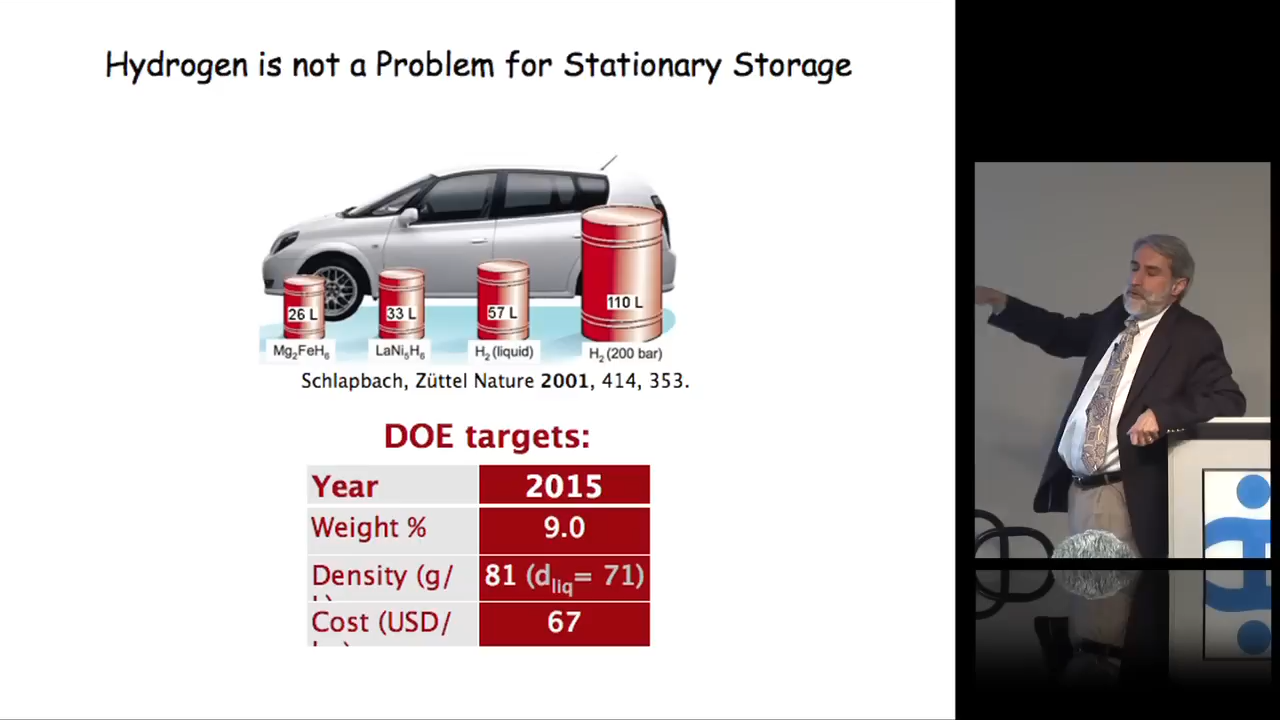 Hydrogen is not a Problem for Stationary Storage
26 L
33 L
57 L
110 L
Mg₂FeH₆
LaNi₅H₆
H₂ (liquid)
H₂ (200 bar)
Schlapbach, Züttel Nature 2001, 414, 353.
DOE targets:
Year 2015
Weight % 9.0
Density (g/ 81 (dliq= 71)
Cost (USD/ 67